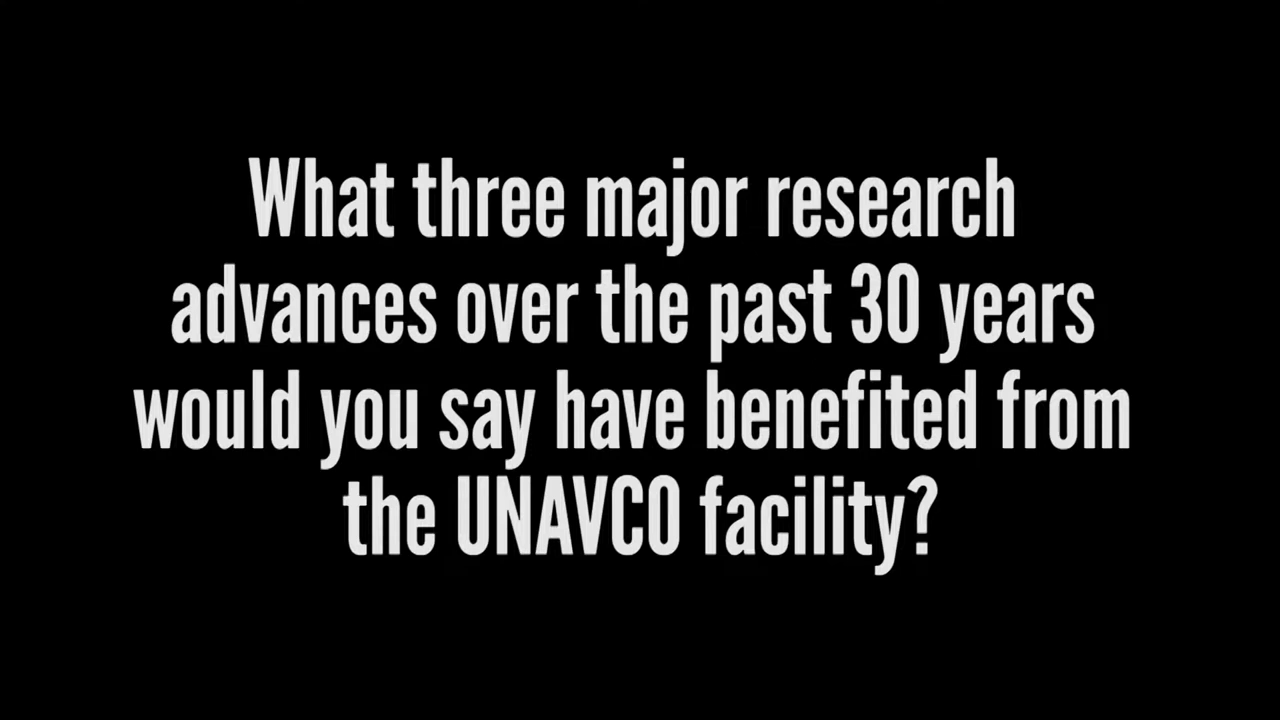 What three major research
advances over the past 30 years
would you say have benefited from
the UNAVCO facility?